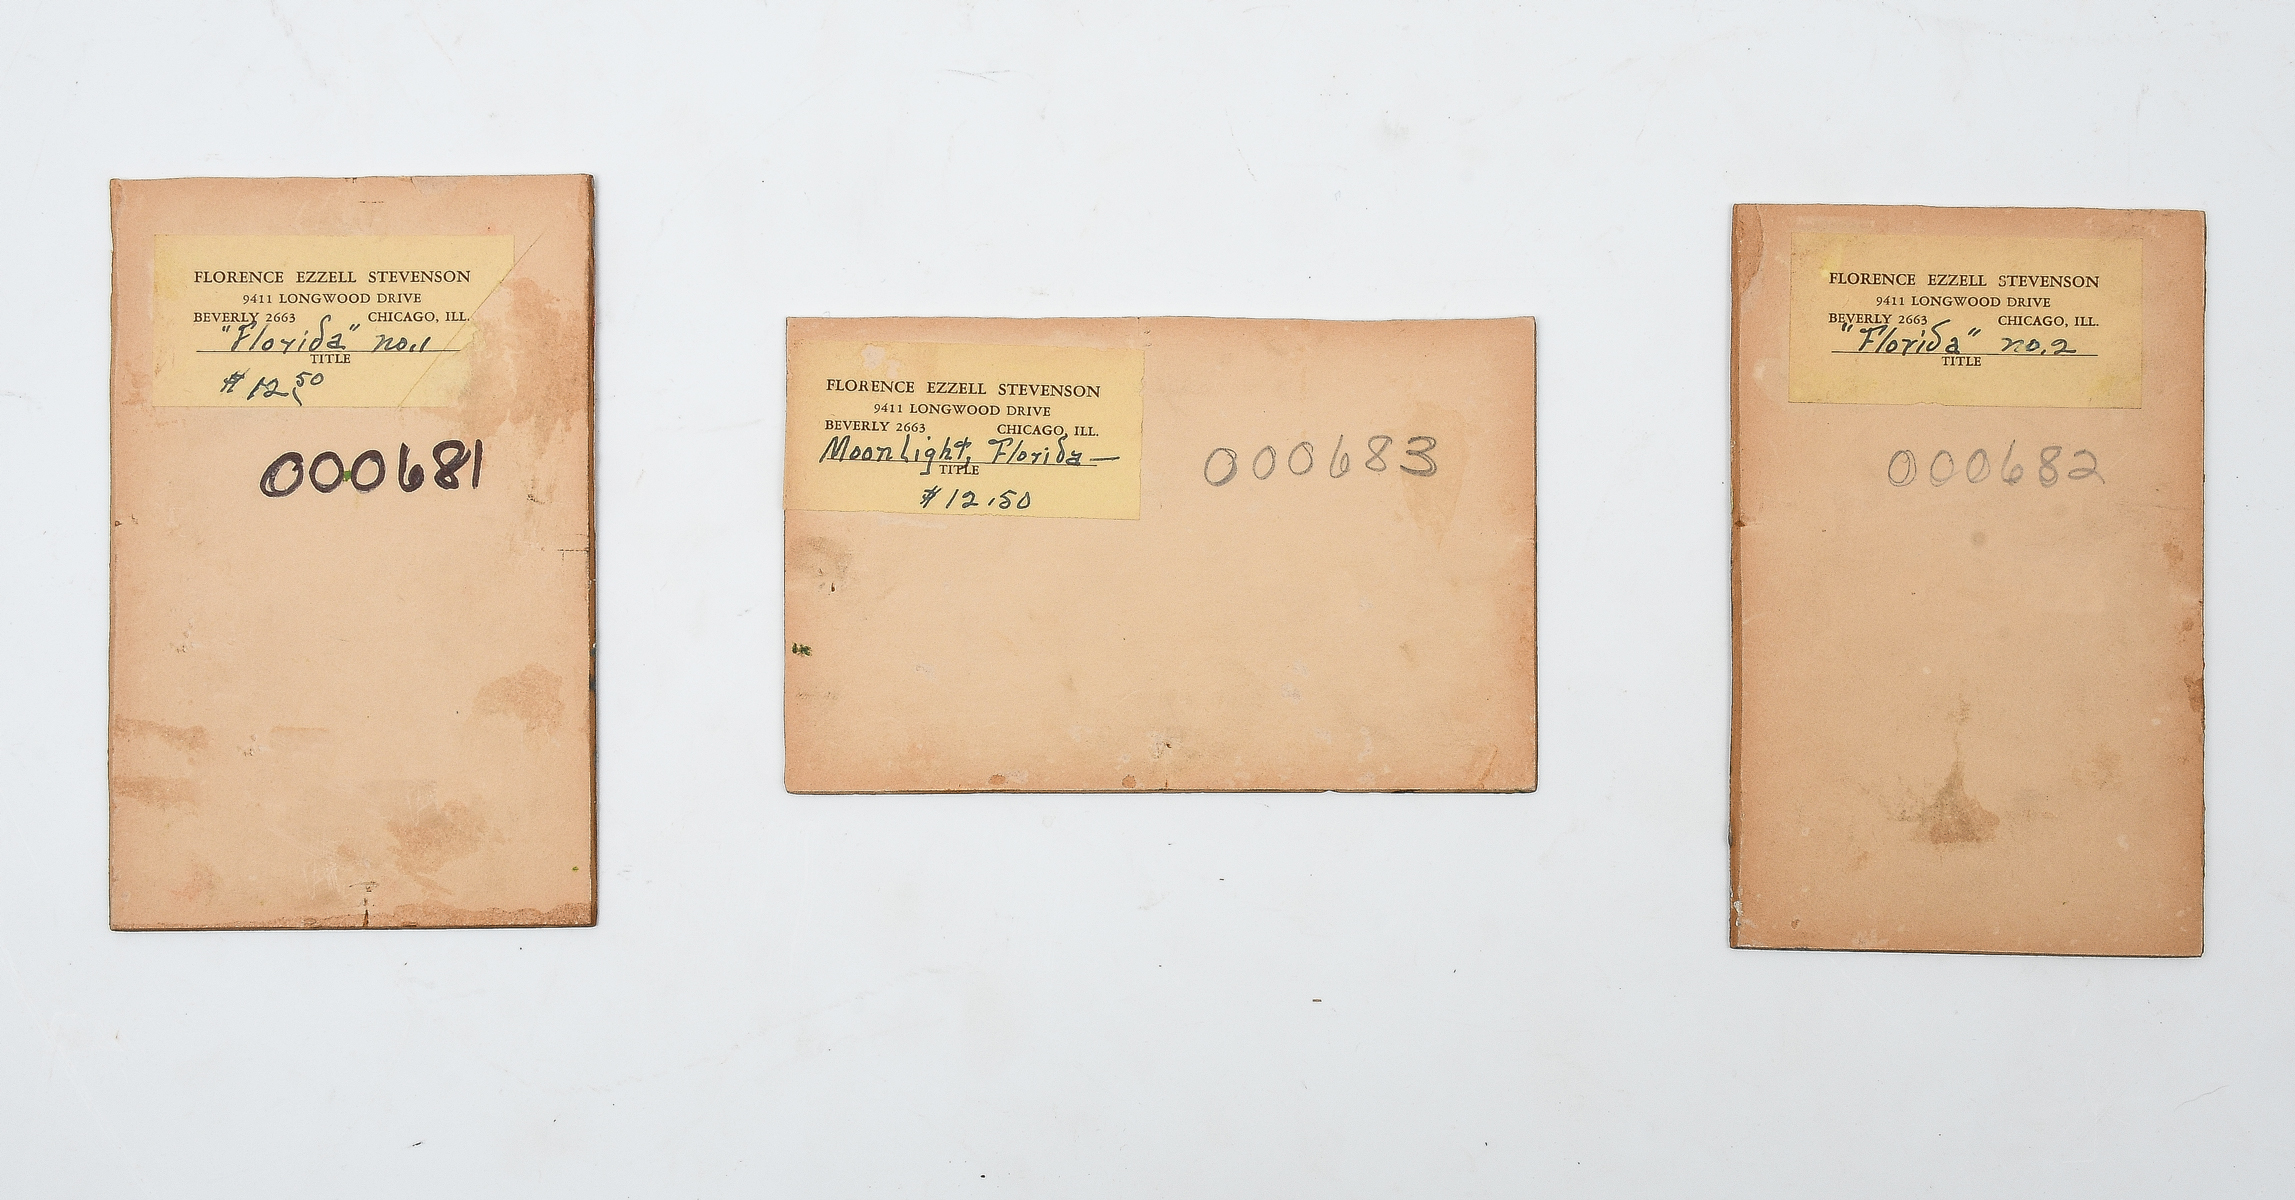 FLORENCE EZZELL STEVENSON
9411 LONGWOOD DRIVE
BEVERLY 2663 CHICAGO, ILL.
"Florida" no.1
TITLE
$12.50
000681
FLORENCE EZZELL STEVENSON
9411 LONGWOOD DRIVE
BEVERLY 2663 CHICAGO, ILL.
Moonlight, Florida—
TITLE
$12.50
000683
FLORENCE EZZELL STEVENSON
9411 LONGWOOD DRIVE
BEVERLY 2663 CHICAGO, ILL.
"Florida" no.2
TITLE
000682